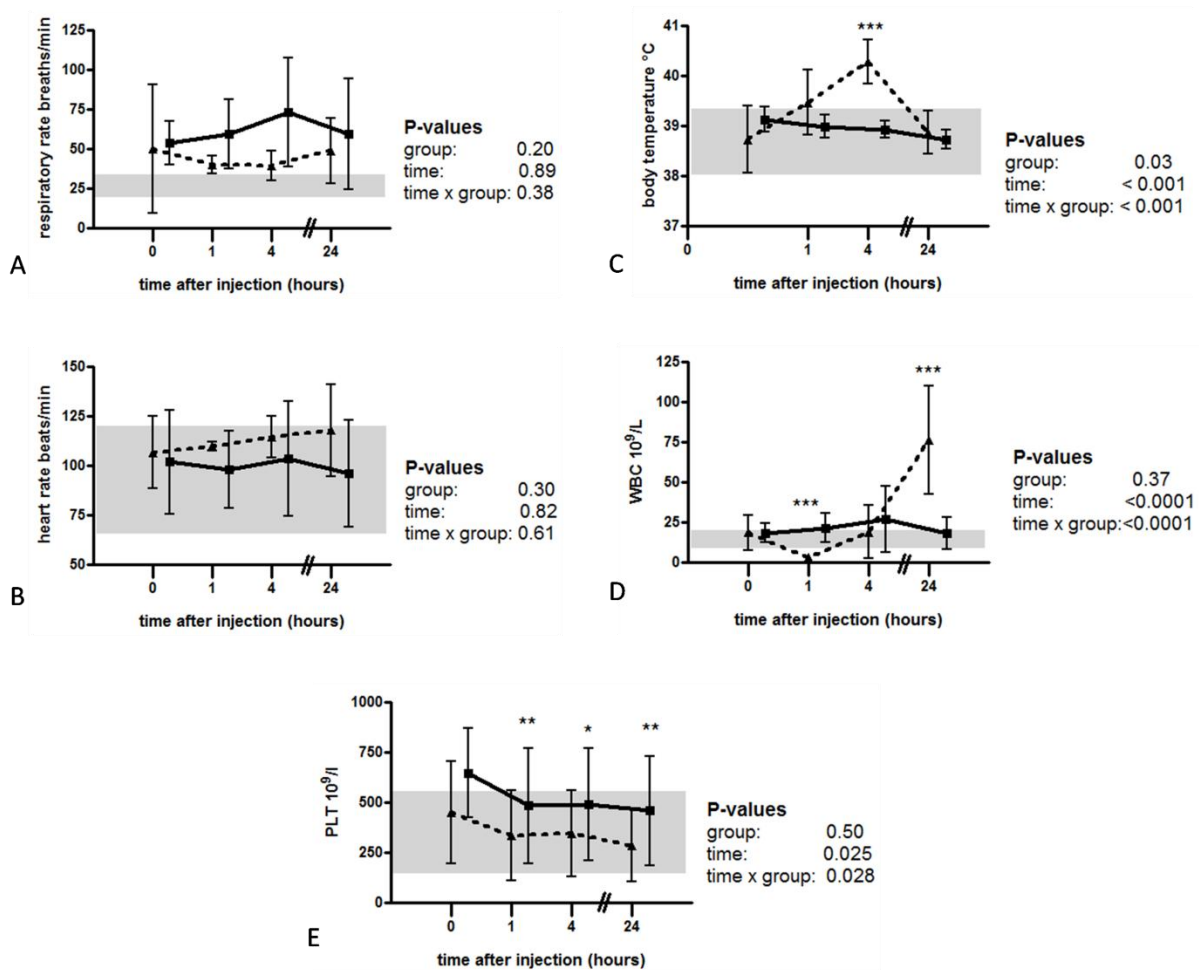 respiratory rate breaths/min
125
100
75
50
25
0
0 1 4 24
time after injection (hours)
P-values
group: 0.20
time: 0.89
time x group: 0.38
A
body temperature °C
41
40
39
38
37
***
0 1 4 24
time after injection (hours)
P-values
group: 0.03
time: < 0.001
time x group: < 0.001
C
heart rate beats/min
150
125
100
75
50
0 1 4 24
time after injection (hours)
P-values
group: 0.30
time: 0.82
time x group: 0.61
B
WBC 10⁹/L
125
100
75
50
25
0
*** ***
0 1 4 24
time after injection (hours)
P-values
group: 0.37
time: <0.0001
time x group:<0.0001
D
PLT 10⁹/l
1000
750
500
250
0
** * **
0 1 4 24
time after injection (hours)
P-values
group: 0.50
time: 0.025
time x group: 0.028
E